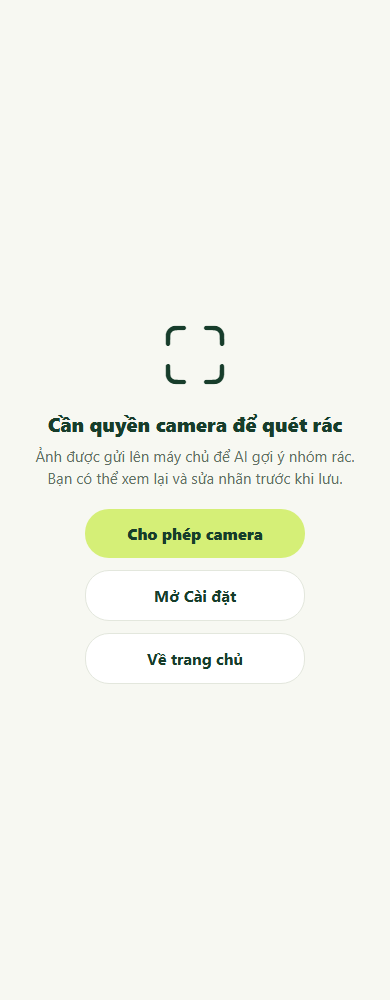 Cần quyền camera để quét rác
Ảnh được gửi lên máy chủ để AI gợi ý nhóm rác.
Bạn có thể xem lại và sửa nhãn trước khi lưu.
Cho phép camera
Mở Cài đặt
Về trang chủ